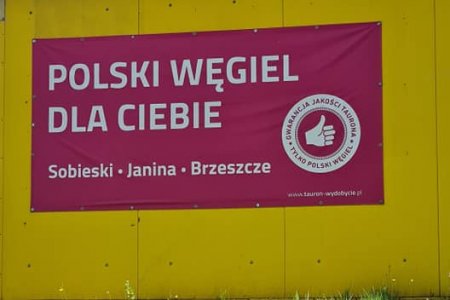 POLSKI WĘGIEL
DLA CIEBIE
Sobieski • Janina • Brzeszcze
GWARANCJA JAKOŚCI TAURONA
TYLKO POLSKI WĘGIEL
www.tauron-wydobycie.pl